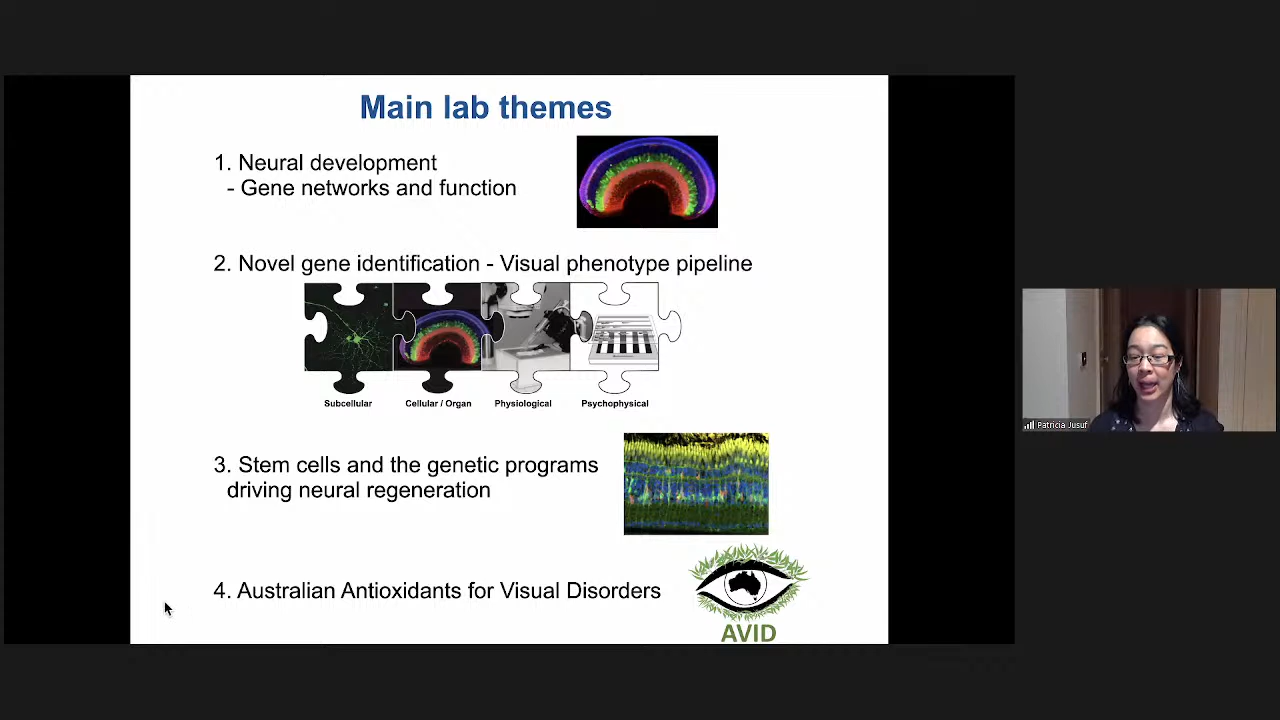 Main lab themes
1. Neural development
- Gene networks and function
2. Novel gene identification - Visual phenotype pipeline
Subcellular
Cellular / Organ
Physiological
Psychophysical
3. Stem cells and the genetic programs
driving neural regeneration
4. Australian Antioxidants for Visual Disorders
AVID
Patricia Jusuf